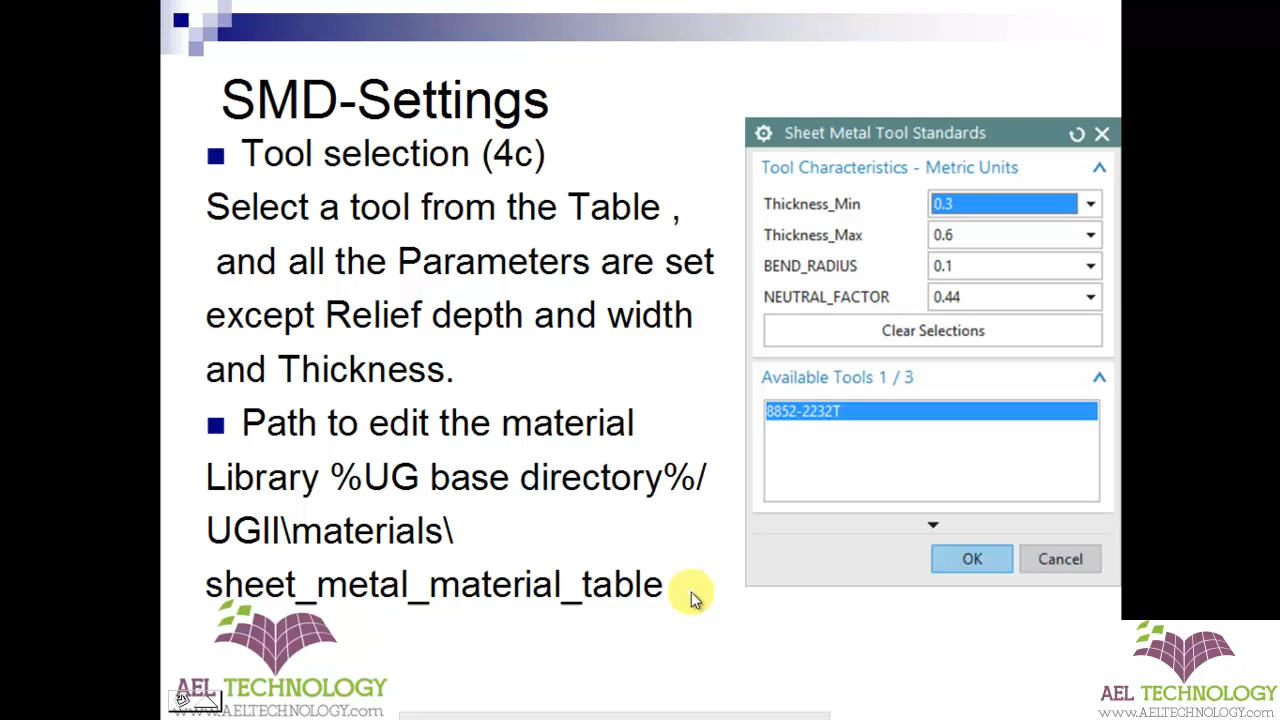 SMD-Settings
Tool selection (4c)
Select a tool from the Table ,
and all the Parameters are set
except Relief depth and width
and Thickness.
Path to edit the material
Library %UG base directory%/
UGII\materials\
sheet_metal_material_table
Sheet Metal Tool Standards
Tool Characteristics - Metric Units
Thickness_Min 0.3
Thickness_Max 0.6
BEND_RADIUS 0.1
NEUTRAL_FACTOR 0.44
Clear Selections
Available Tools 1 / 3
8852-2232T
OK Cancel
AEL TECHNOLOGY
www.AELTECHNOLOGY.com
AEL TECHNOLOGY
www.AELTECHNOLOGY.com